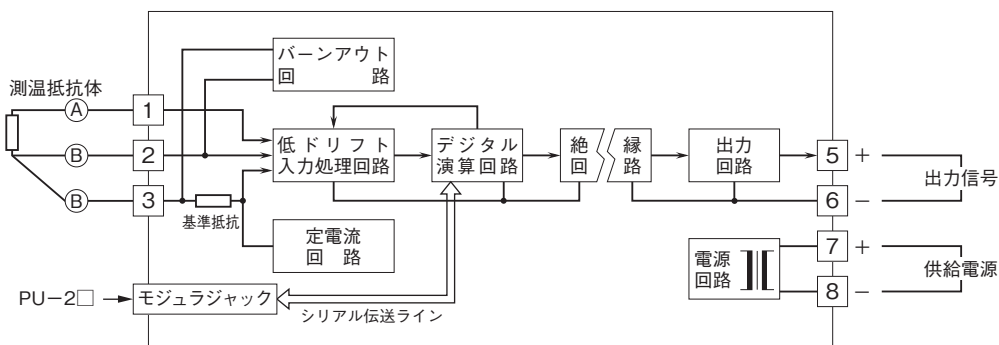 バーンアウト
回　　　路
測温抵抗体
A
1
B
2
B
3
低ドリフト
入力処理回路
デジタル
演算回路
絶
回
縁
路
出力
回路
5 +
6 −
出力信号
基準抵抗
定電流
回　路
電源
回路
7 +
8 −
供給電源
PU−2□
モジュラジャック
シリアル伝送ライン